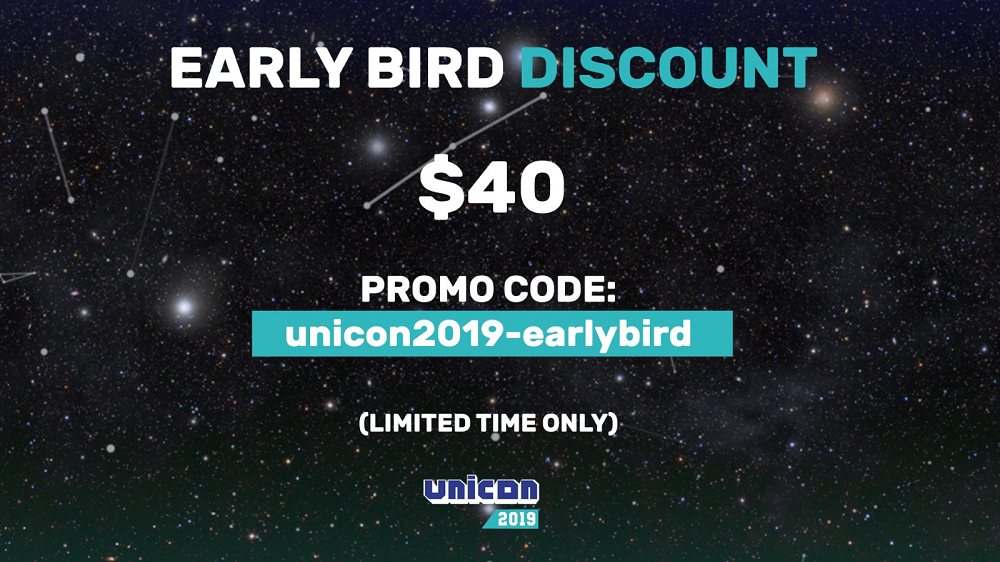 EARLY BIRD DISCOUNT
$40
PROMO CODE:
unicon2019-earlybird
(LIMITED TIME ONLY)
unicon
2019